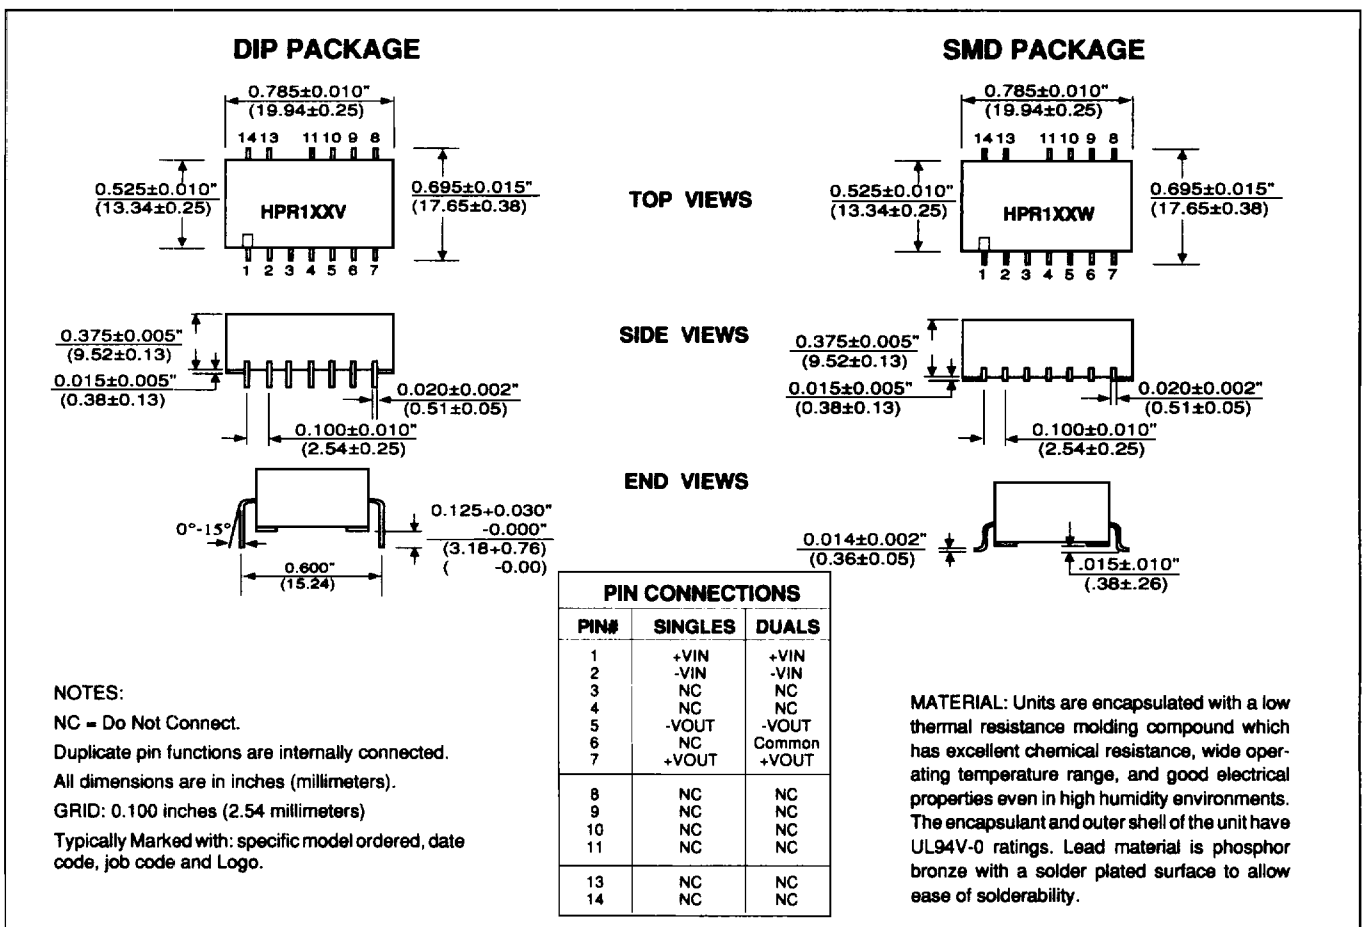 DIP PACKAGE
0.785±0.010"
(19.94±0.25)
14 13 11 10 9 8
0.525±0.010"
(13.34±0.25)
HPR1XXV
0.695±0.015"
(17.65±0.38)
1 2 3 4 5 6 7
TOP VIEWS
SMD PACKAGE
0.785±0.010"
(19.94±0.25)
14 13 11 10 9 8
0.525±0.010"
(13.34±0.25)
HPR1XXW
0.695±0.015"
(17.65±0.38)
1 2 3 4 5 6 7
0.375±0.005"
(9.52±0.13)
0.015±0.005"
(0.38±0.13)
0.020±0.002"
(0.51±0.05)
0.100±0.010"
(2.54±0.25)
SIDE VIEWS
0.375±0.005"
(9.52±0.13)
0.015±0.005"
(0.38±0.13)
0.020±0.002"
(0.51±0.05)
0.100±0.010"
(2.54±0.25)
END VIEWS
0°-15°
0.125+0.030"
-0.000"
(3.18+0.76)
( -0.00)
0.600"
(15.24)
0.014±0.002"
(0.36±0.05)
.015±.010"
(.38±.26)
PIN CONNECTIONS
PIN# SINGLES DUALS
1 +VIN +VIN
2 -VIN -VIN
3 NC NC
4 NC NC
5 -VOUT -VOUT
6 NC Common
7 +VOUT +VOUT
8 NC NC
9 NC NC
10 NC NC
11 NC NC
13 NC NC
14 NC NC
NOTES:
NC = Do Not Connect.
Duplicate pin functions are internally connected.
All dimensions are in inches (millimeters).
GRID: 0.100 inches (2.54 millimeters)
Typically Marked with: specific model ordered, date
code, job code and Logo.
MATERIAL: Units are encapsulated with a low
thermal resistance molding compound which
has excellent chemical resistance, wide oper-
ating temperature range, and good electrical
properties even in high humidity environments.
The encapsulant and outer shell of the unit have
UL94V-0 ratings. Lead material is phosphor
bronze with a solder plated surface to allow
ease of solderability.